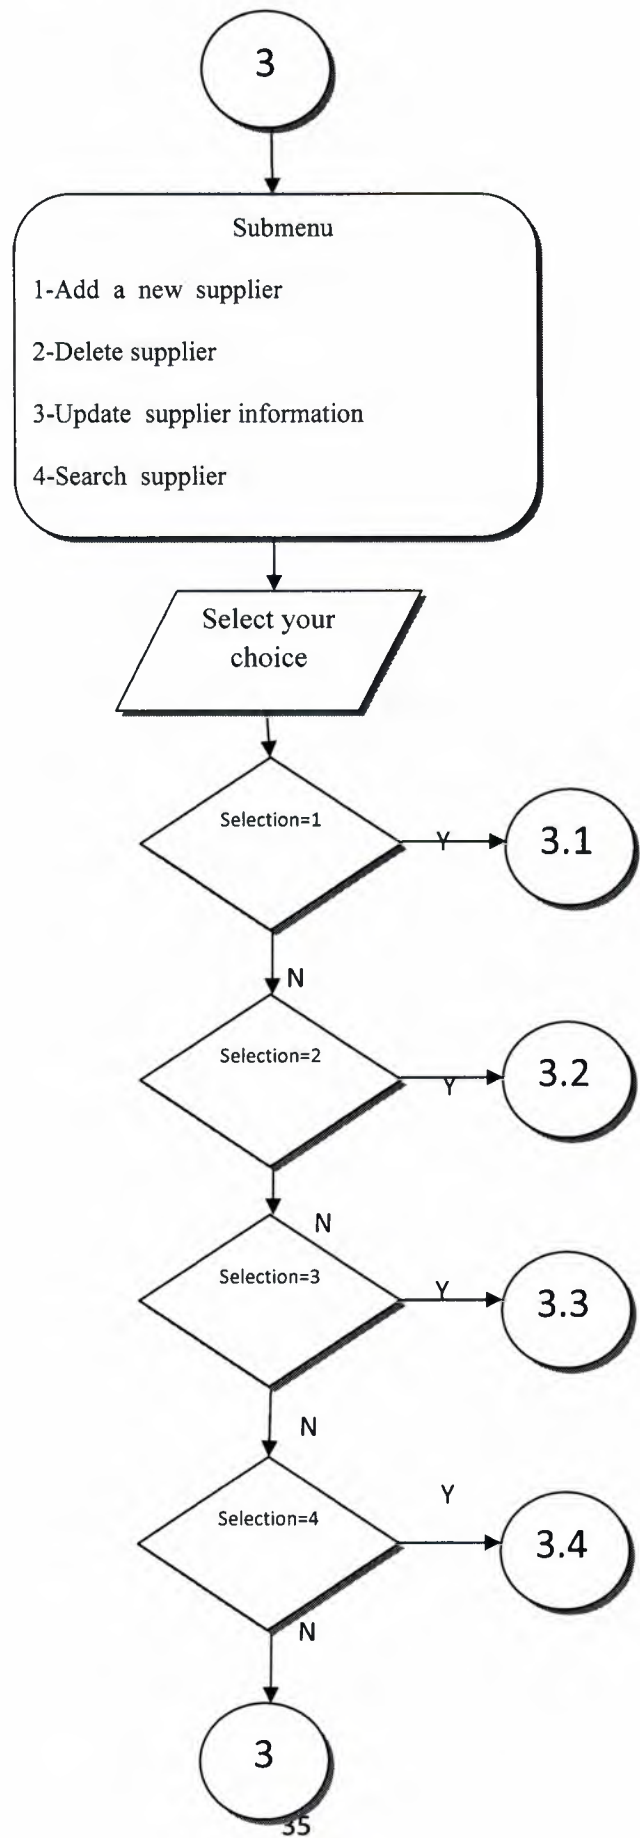 3
Submenu
1-Add a new supplier
2-Delete supplier
3-Update supplier information
4-Search supplier
Select your
choice
Selection=1
Y
3.1
N
Selection=2
Y
3.2
N
Selection=3
Y
3.3
N
Selection=4
Y
3.4
N
3
35